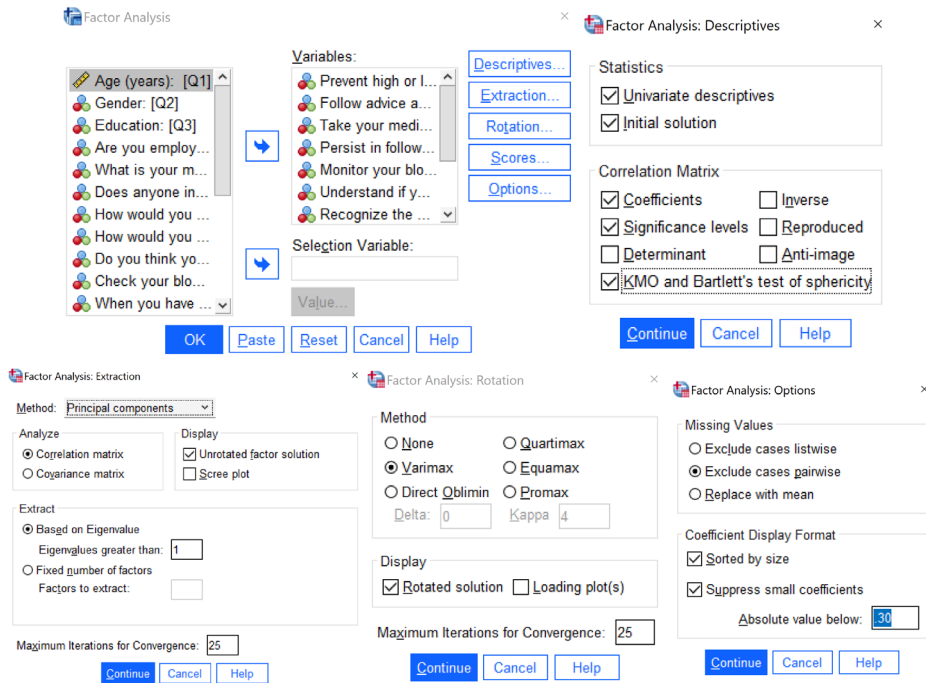 Factor Analysis
Variables:
Age (years): [Q1]
Gender: [Q2]
Education: [Q3]
Are you employ...
What is your m...
Does anyone in...
How would you ...
How would you ...
Do you think yo...
Check your blo...
When you have ...
Prevent high or l...
Follow advice a...
Take your medi...
Persist in follow...
Monitor your blo...
Understand if y...
Recognize the ...
Selection Variable:
Value...
Descriptives...
Extraction...
Rotation...
Scores...
Options...
OK Paste Reset Cancel Help
Factor Analysis: Descriptives
Statistics
Univariate descriptives
Initial solution
Correlation Matrix
Coefficients Inverse
Significance levels Reproduced
Determinant Anti-image
KMO and Bartlett's test of sphericity
Continue Cancel Help
Factor Analysis: Extraction
Method: Principal components
Analyze
Correlation matrix
Covariance matrix
Display
Unrotated factor solution
Scree plot
Extract
Based on Eigenvalue
Eigenvalues greater than: 1
Fixed number of factors
Factors to extract:
Maximum Iterations for Convergence: 25
Continue Cancel Help
Factor Analysis: Rotation
Method
None Quartimax
Varimax Equamax
Direct Oblimin Promax
Delta: 0 Kappa 4
Display
Rotated solution Loading plot(s)
Maximum Iterations for Convergence: 25
Continue Cancel Help
Factor Analysis: Options
Missing Values
Exclude cases listwise
Exclude cases pairwise
Replace with mean
Coefficient Display Format
Sorted by size
Suppress small coefficients
Absolute value below: .30
Continue Cancel Help